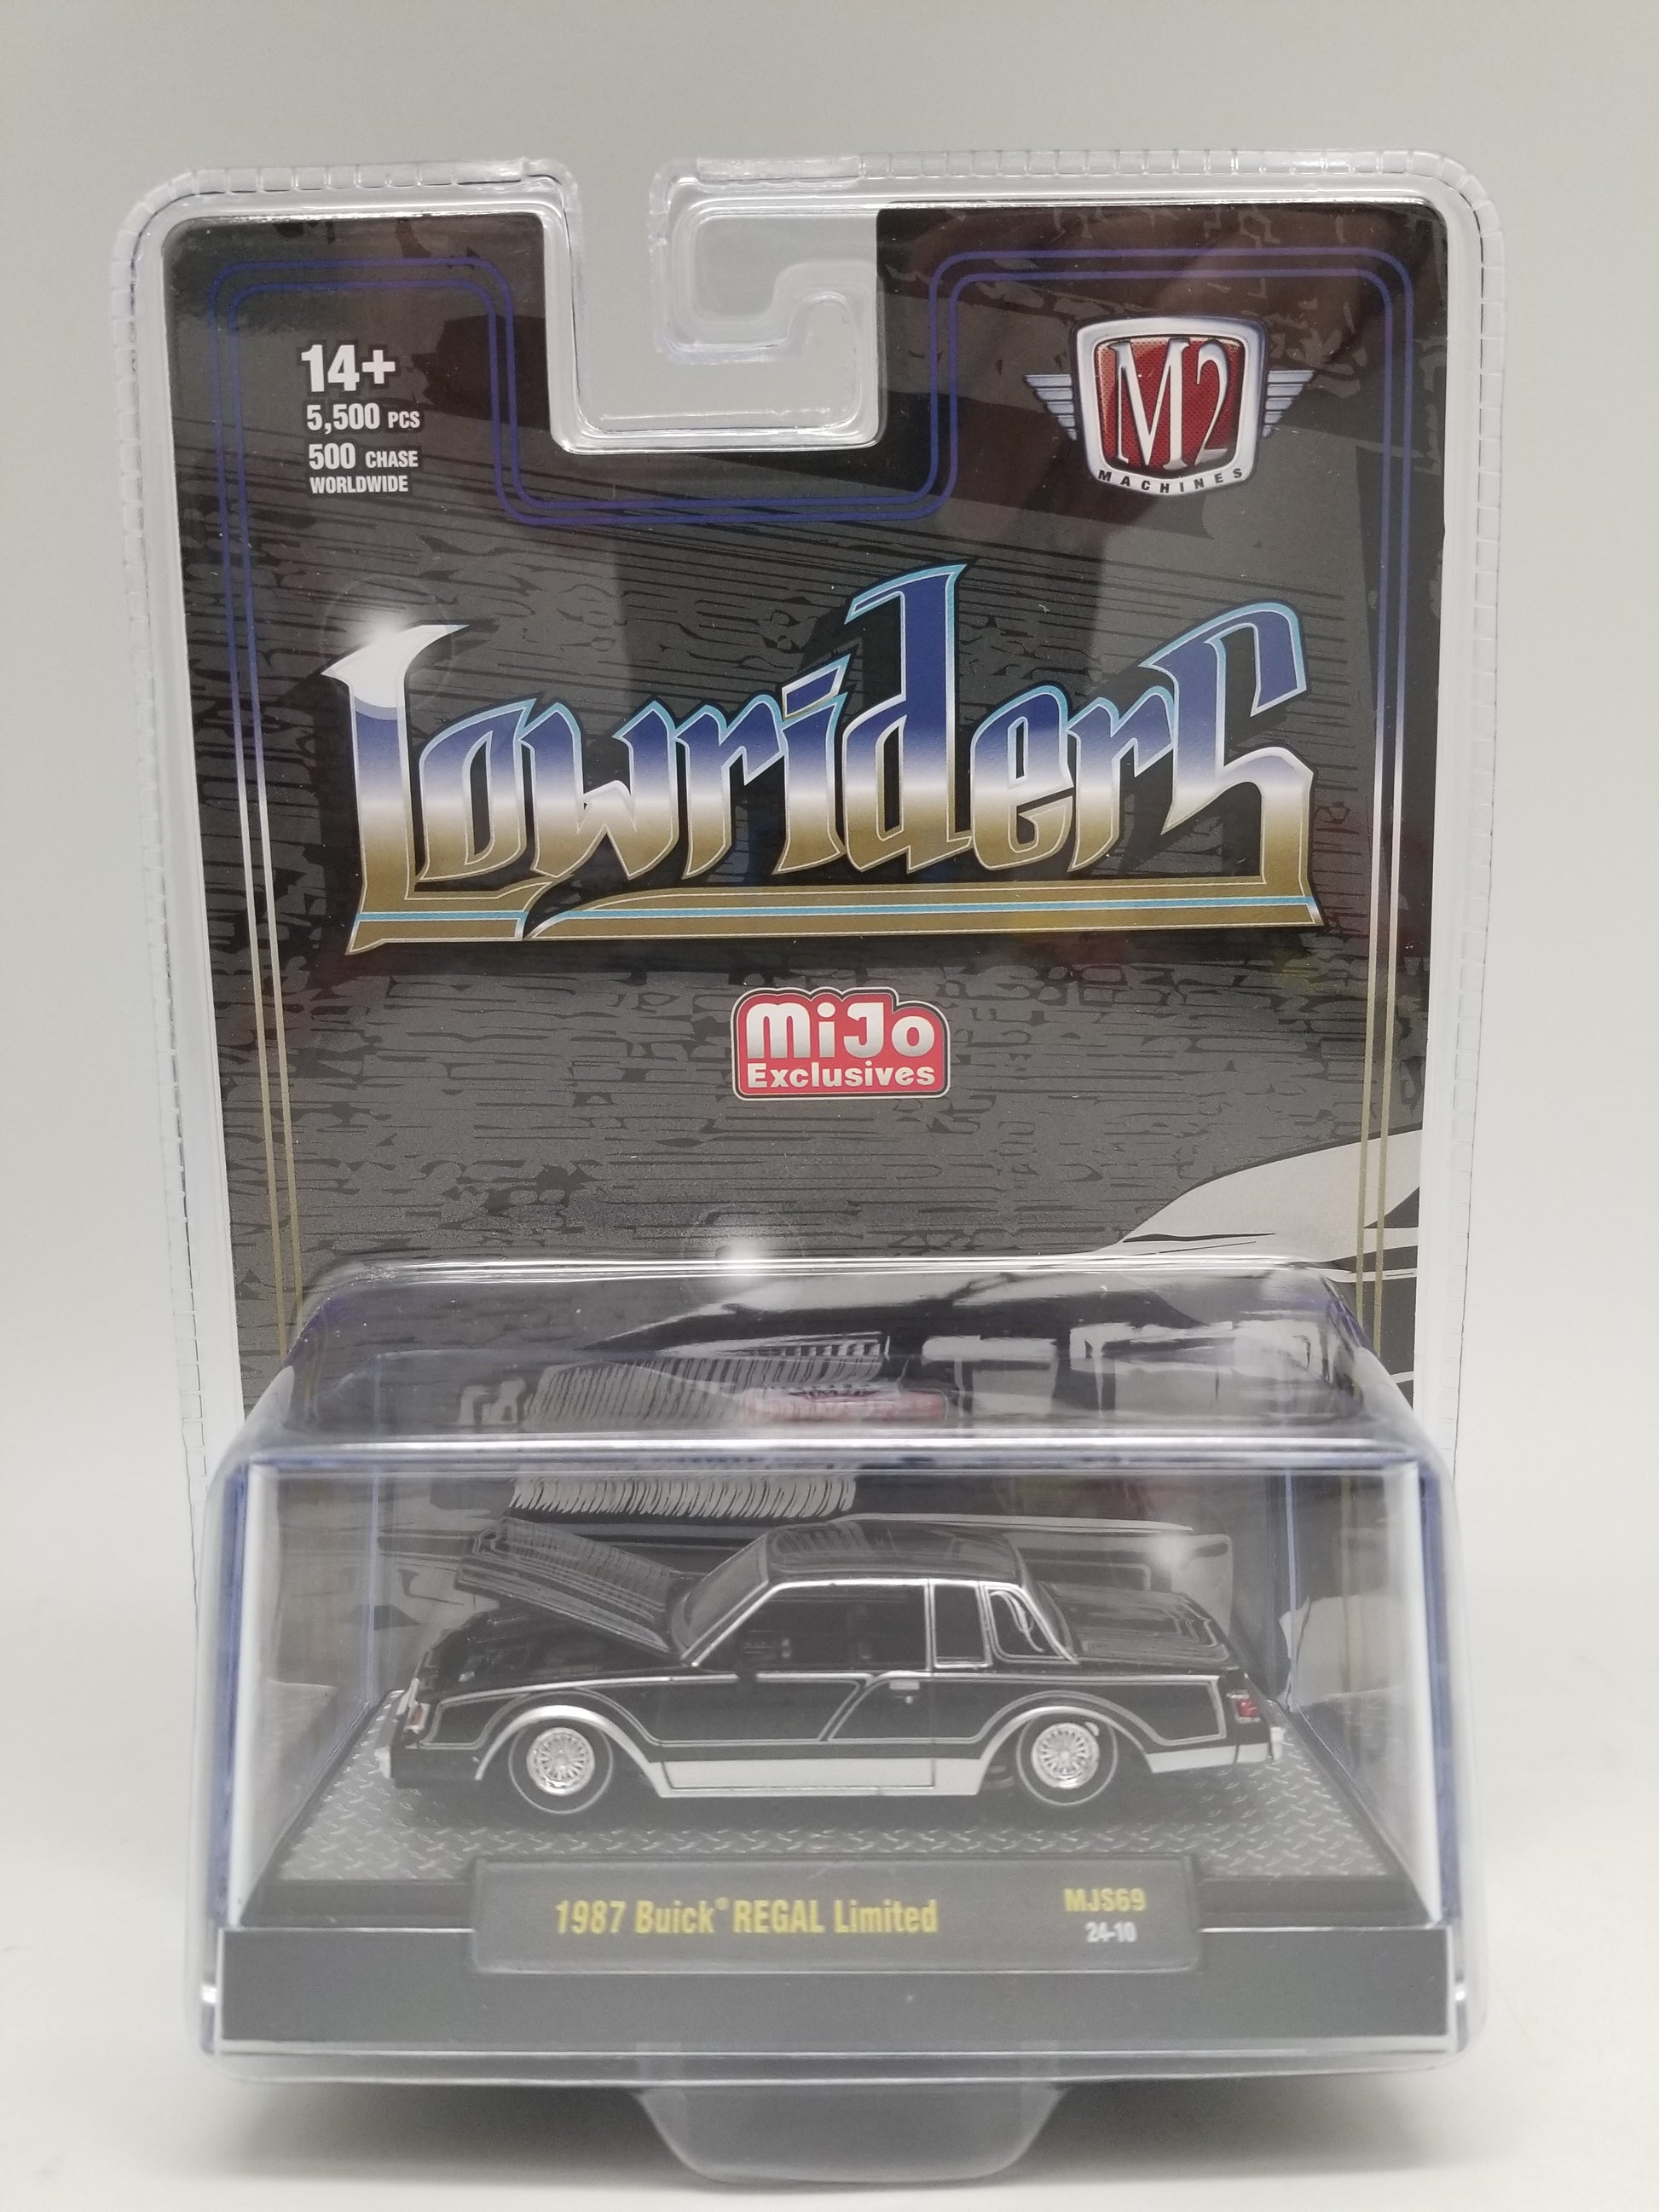 14+
5,500 PCS
500 CHASE
WORLDWIDE
M2
MACHINES
Lowriders
MiJo
Exclusives
1987 Buick® REGAL Limited
MJS69
24-10